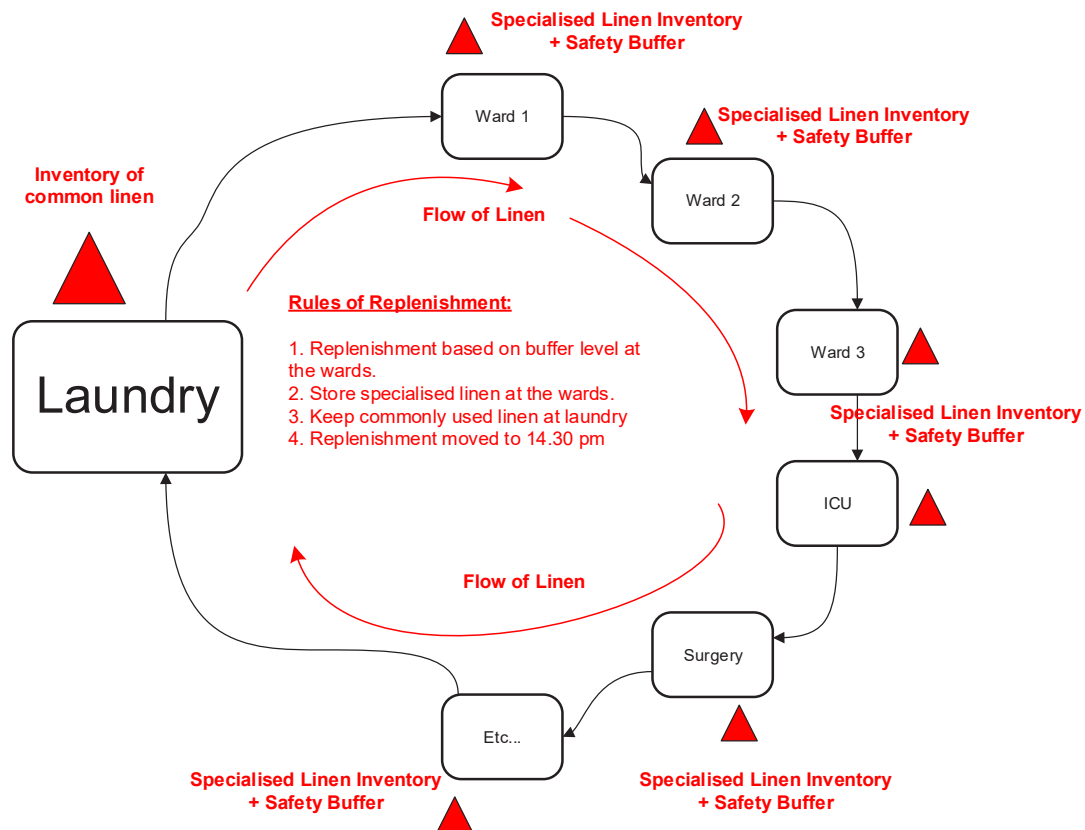 Specialised Linen Inventory
+ Safety Buffer
Ward 1
Specialised Linen Inventory
+ Safety Buffer
Ward 2
Inventory of
common linen
Flow of Linen
Rules of Replenishment:
1. Replenishment based on buffer level at
the wards.
2. Store specialised linen at the wards.
3. Keep commonly used linen at laundry
4. Replenishment moved to 14.30 pm
Laundry
Ward 3
Specialised Linen Inventory
+ Safety Buffer
ICU
Flow of Linen
Surgery
Etc...
Specialised Linen Inventory
+ Safety Buffer
Specialised Linen Inventory
+ Safety Buffer